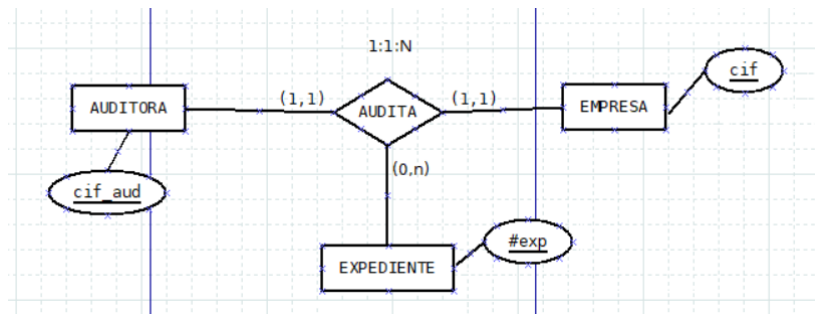 1:1:N
cif
AUDITORA
(1,1)
AUDITA
(1,1)
EMPRESA
(0,n)
cif_aud
#exp
EXPEDIENTE